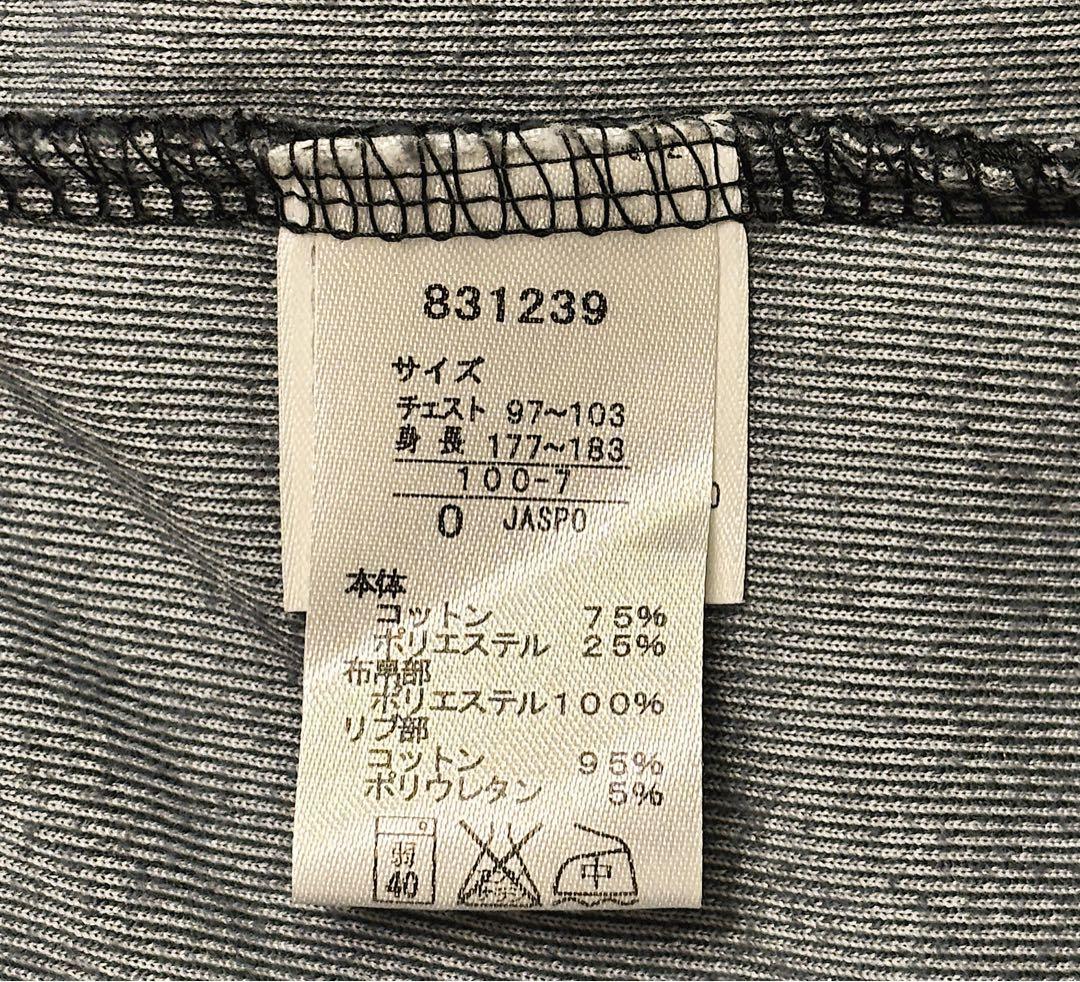 831239
サイズ
チェスト 97～103
身長 177～183
100-7
O JASPO
本体
コットン 75%
ポリエステル 25%
布帛部
ポリエステル100%
リブ部
コットン 95%
ポリウレタン 5%
弱 40
中